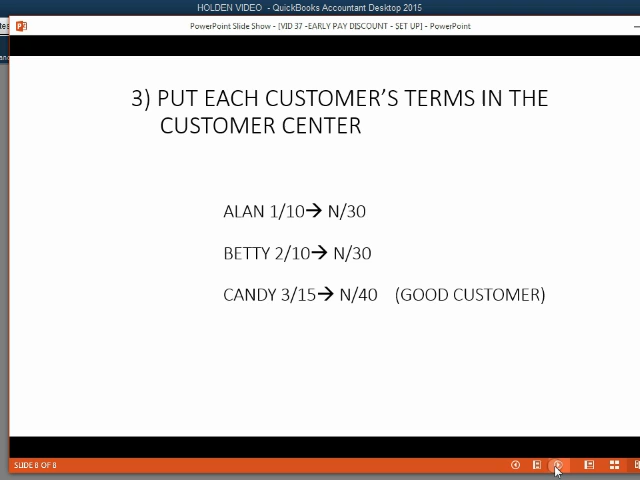 HOLDEN VIDEO - QuickBooks Accountant Desktop 2015
PowerPoint Slide Show - [VID 37 -EARLY PAY DISCOUNT - SET UP] - PowerPoint
3) PUT EACH CUSTOMER’S TERMS IN THE
CUSTOMER CENTER
ALAN 1/10→ N/30
BETTY 2/10→ N/30
CANDY 3/15→ N/40 (GOOD CUSTOMER)
SLIDE 8 OF 8